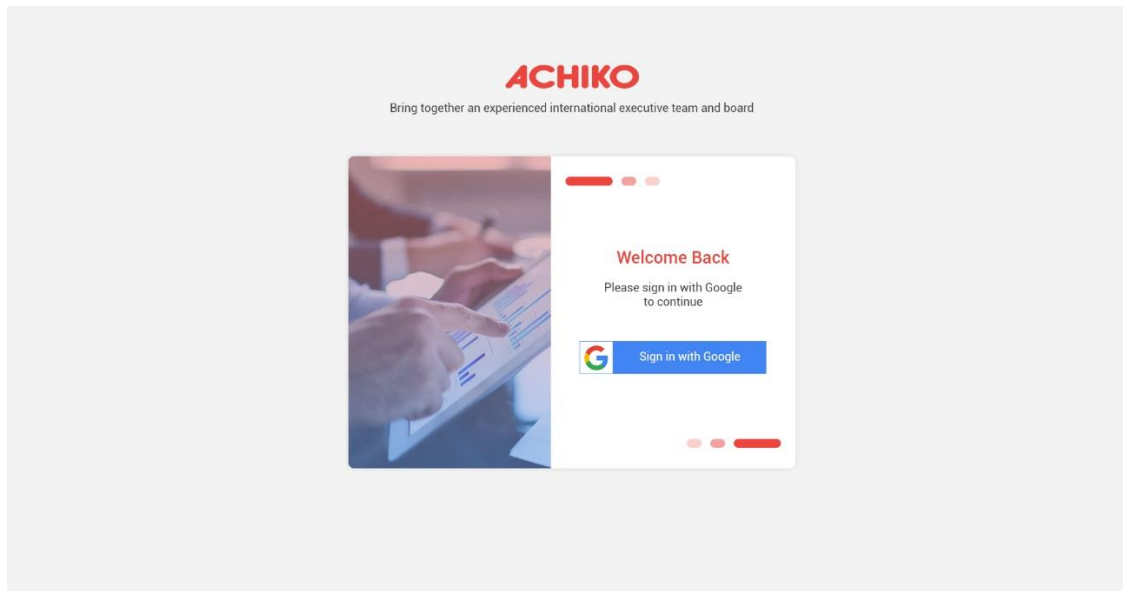 ACHIKO
Bring together an experienced international executive team and board
Welcome Back
Please sign in with Google
to continue
Sign in with Google